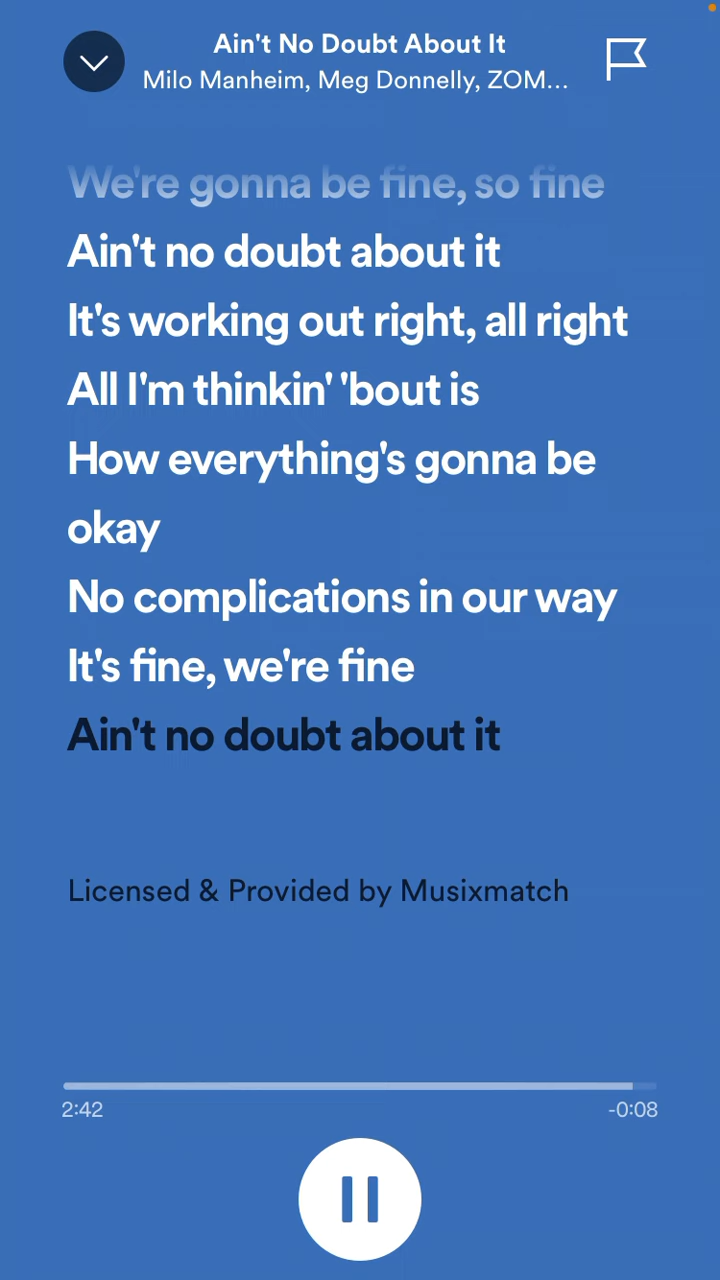 Ain't No Doubt About It
Milo Manheim, Meg Donnelly, ZOM...
We're gonna be fine, so fine
Ain't no doubt about it
It's working out right, all right
All I'm thinkin' 'bout is
How everything's gonna be
okay
No complications in our way
It's fine, we're fine
Ain't no doubt about it
Licensed & Provided by Musixmatch
2:42
-0:08